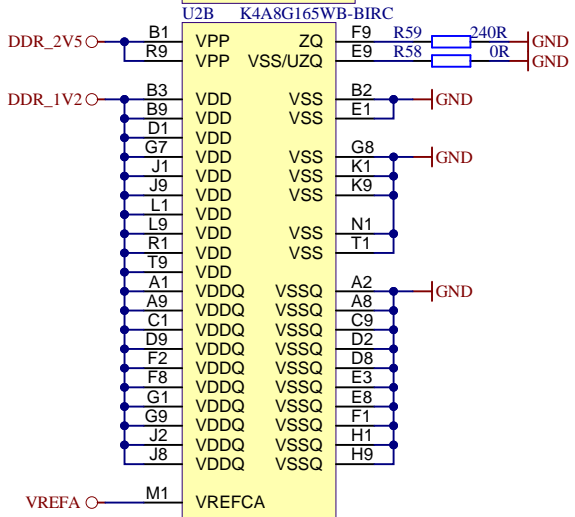 U2B K4A8G165WB-BIRC
DDR_2V5 B1 VPP ZQ F9 R59 240R GND
R9 VPP VSS/UZQ E9 R58 0R GND
DDR_1V2 B3 VDD VSS B2 GND
B9 VDD VSS E1
D1 VDD
G7 VDD VSS G8 GND
J1 VDD VSS K1
J9 VDD VSS K9
L1 VDD
L9 VDD VSS N1
R1 VDD VSS T1
T9 VDD
A1 VDDQ VSSQ A2 GND
A9 VDDQ VSSQ A8
C1 VDDQ VSSQ C9
D9 VDDQ VSSQ D2
F2 VDDQ VSSQ D8
F8 VDDQ VSSQ E3
G1 VDDQ VSSQ E8
G9 VDDQ VSSQ F1
J2 VDDQ VSSQ H1
J8 VDDQ VSSQ H9
VREFA M1 VREFCA